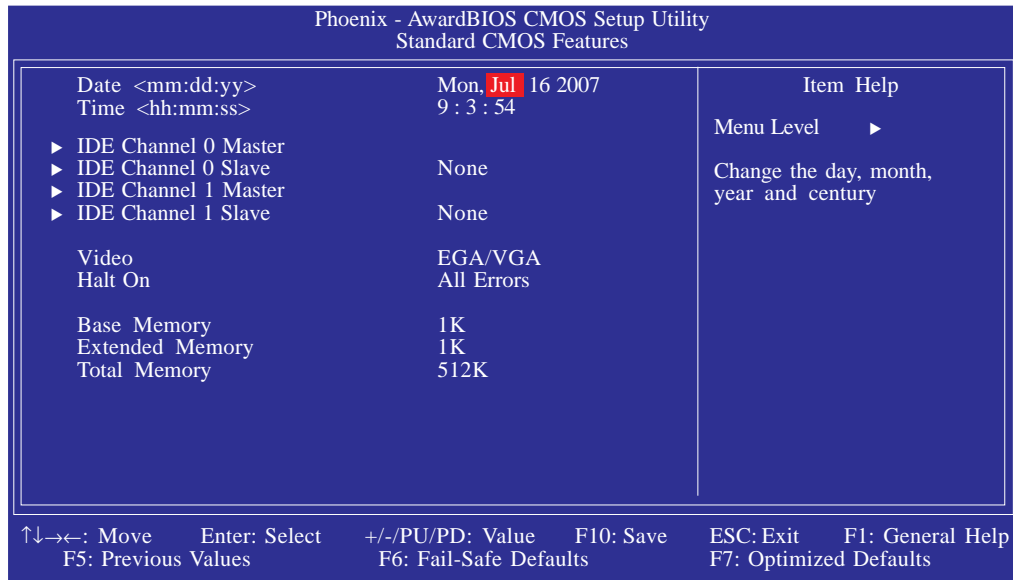 Phoenix - AwardBIOS CMOS Setup Utility
Standard CMOS Features
Date <mm:dd:yy> Mon, Jul 16 2007
Time <hh:mm:ss> 9 : 3 : 54
▶ IDE Channel 0 Master
▶ IDE Channel 0 Slave None
▶ IDE Channel 1 Master
▶ IDE Channel 1 Slave None
Video EGA/VGA
Halt On All Errors
Base Memory 1K
Extended Memory 1K
Total Memory 512K
Item Help
Menu Level ▶
Change the day, month,
year and century
↑↓→←: Move Enter: Select +/-/PU/PD: Value F10: Save ESC: Exit F1: General Help
F5: Previous Values F6: Fail-Safe Defaults F7: Optimized Defaults